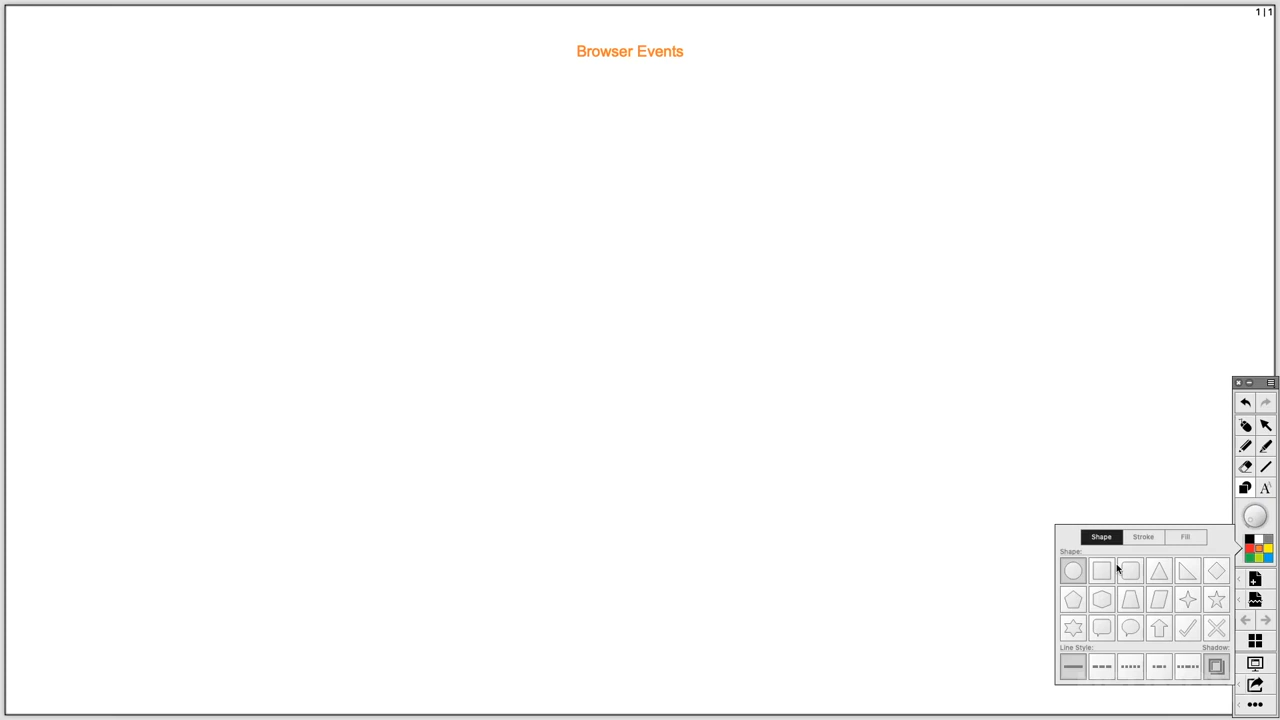 1 | 1
Browser Events
A
Shape
Stroke
Fill
Shape:
Line Style:
Shadow: